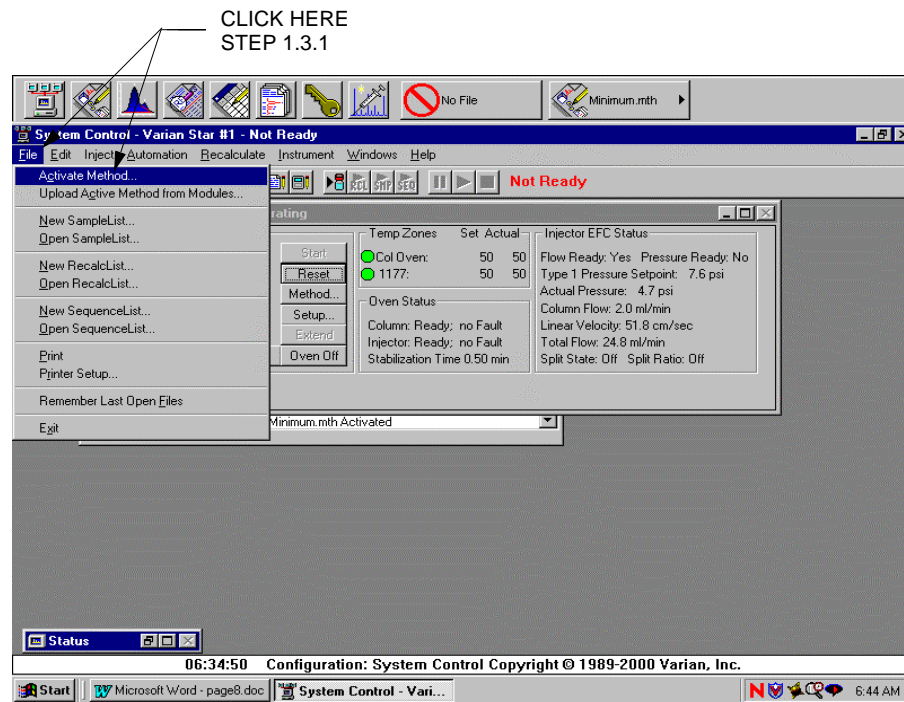 CLICK HERE
STEP 1.3.1
No File
Minimum.mth
System Control - Varian Star #1 - Not Ready
File Edit Inject Automation Recalculate Instrument Windows Help
RCL SMP SEQ Not Ready
Activate Method...
Upload Active Method from Modules...
New SampleList...
Open SampleList...
New RecalcList...
Open RecalcList...
New SequenceList...
Open SequenceList...
Print
Printer Setup...
Remember Last Open Files
Exit
rating
Start
Reset
Method...
Setup...
Extend
Oven Off
Temp Zones Set Actual
Col Oven: 50 50
1177: 50 50
Oven Status
Column: Ready; no Fault
Injector: Ready; no Fault
Stabilization Time 0.50 min
Injector EFC Status
Flow Ready: Yes Pressure Ready: No
Type 1 Pressure Setpoint: 7.6 psi
Actual Pressure: 4.7 psi
Column Flow: 2.0 ml/min
Linear Velocity: 51.8 cm/sec
Total Flow: 24.8 ml/min
Split State: Off Split Ratio: Off
Minimum.mth Activated
Status
06:34:50 Configuration: System Control Copyright © 1989-2000 Varian, Inc.
Start Microsoft Word - page8.doc System Control - Vari... 6:44 AM